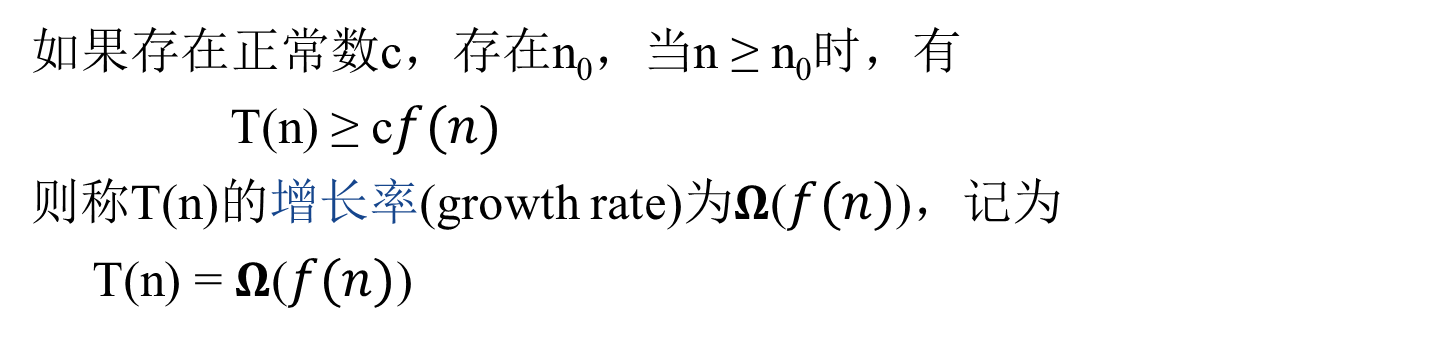 如果存在正常数c，存在n₀，当n ≥ n₀时，有
T(n) ≥ cf(n)
则称T(n)的增长率(growth rate)为Ω(f(n))，记为
T(n) = Ω(f(n))